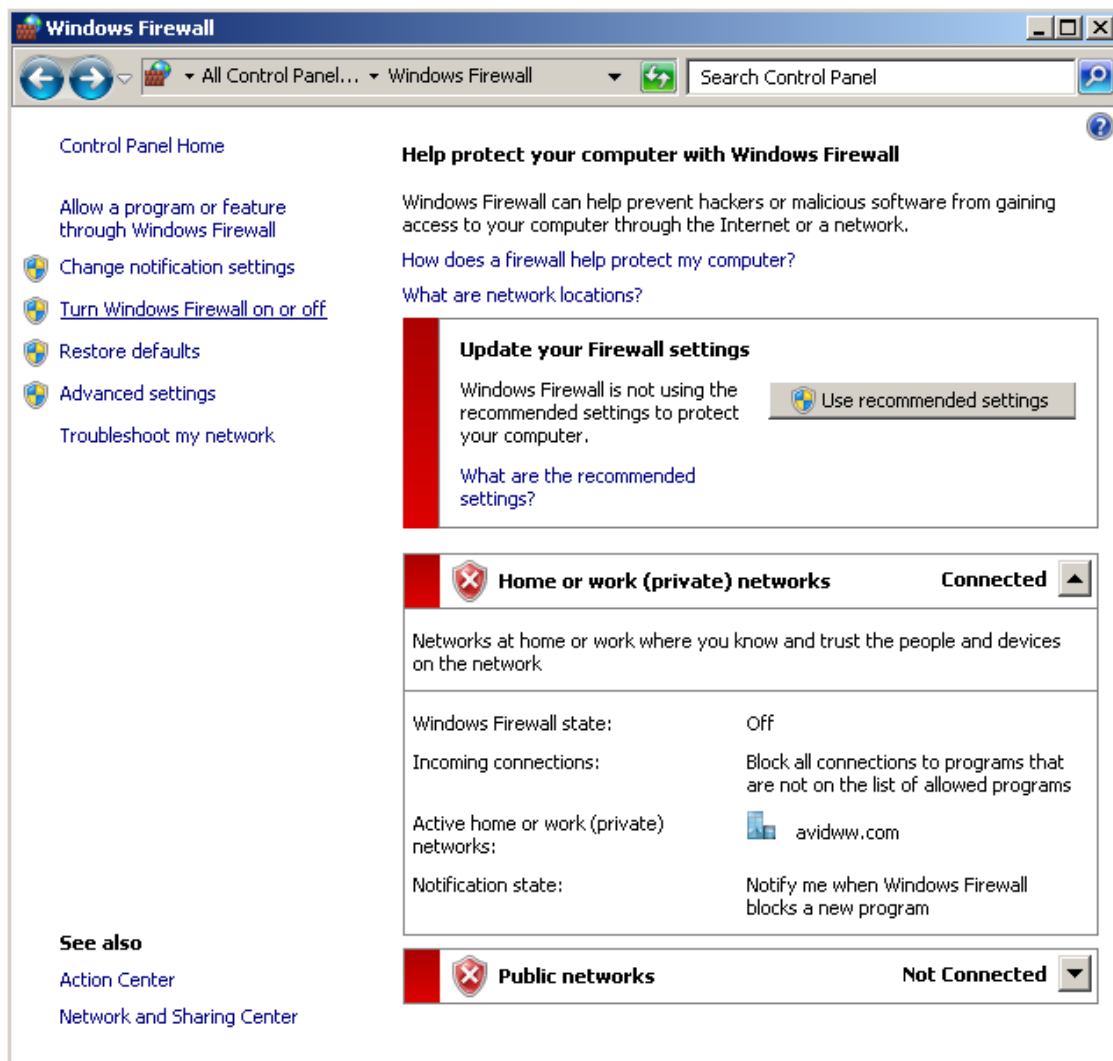 Windows Firewall
All Control Panel... Windows Firewall
Search Control Panel
Control Panel Home
Allow a program or feature
through Windows Firewall
Change notification settings
Turn Windows Firewall on or off
Restore defaults
Advanced settings
Troubleshoot my network
See also
Action Center
Network and Sharing Center
Help protect your computer with Windows Firewall
Windows Firewall can help prevent hackers or malicious software from gaining
access to your computer through the Internet or a network.
How does a firewall help protect my computer?
What are network locations?
Update your Firewall settings
Windows Firewall is not using the
recommended settings to protect
your computer.
Use recommended settings
What are the recommended
settings?
Home or work (private) networks Connected
Networks at home or work where you know and trust the people and devices
on the network
Windows Firewall state: Off
Incoming connections: Block all connections to programs that
are not on the list of allowed programs
Active home or work (private)
networks:
avidww.com
Notification state: Notify me when Windows Firewall
blocks a new program
Public networks Not Connected